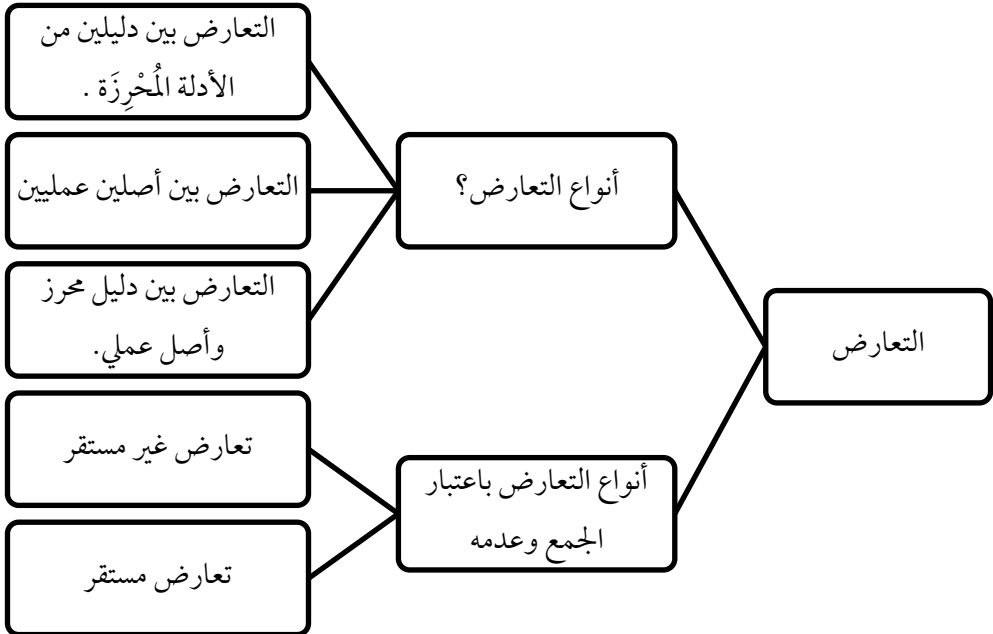 التعارض
أنواع التعارض؟
التعارض بين دليلين من
الأدلة المُحْرِزَة .
التعارض بين أصلين عمليين
التعارض بين دليل محرز
وأصل عملي.
أنواع التعارض باعتبار
الجمع وعدمه
تعارض غير مستقر
تعارض مستقر